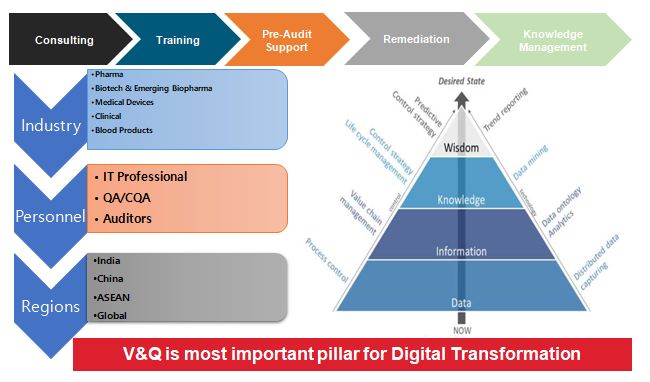 Consulting
Training
Pre-Audit
Support
Remediation
Knowledge
Management
Industry
•Pharma
•Biotech & Emerging Biopharma
•Medical Devices
•Clinical
•Blood Products
Personnel
• IT Professional
• QA/CQA
• Auditors
Regions
•India
•China
•ASEAN
•Global
Desired State
Predictive
Control strategy
Trend reporting
Wisdom
Control strategy
Life cycle management
Data mining
Knowledge
control
technology
Value chain
management
Data ontology
Analytics
Information
Process control
Distributed data
capturing
Data
NOW
V&Q is most important pillar for Digital Transformation